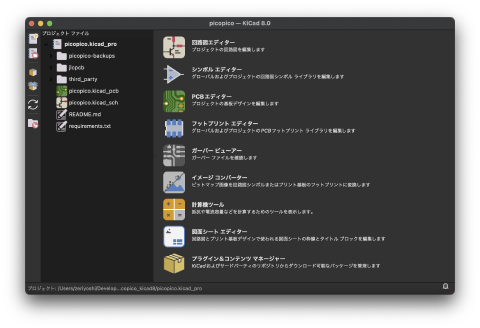 picopico — KiCad 8.0
プロジェクト ファイル
picopico.kicad_pro
picopico-backups
jlcpcb
third_party
picopico.kicad_pcb
picopico.kicad_sch
README.md
requirements.txt
回路図エディター
プロジェクトの回路図を編集します
シンボル エディター
グローバルおよびプロジェクトの回路図シンボル ライブラリを編集します
PCB エディター
プロジェクトの基板デザインを編集します
フットプリント エディター
グローバルおよびプロジェクトのPCBフットプリント ライブラリを編集します
ガーバー ビューアー
ガーバー ファイルを確認します
イメージ コンバーター
ビットマップ画像を回路図シンボルまたはプリント基板のフットプリントに変換します
計算機ツール
抵抗や電流容量などを計算するためのツールを表示します。
図面シート エディター
回路図とプリント基板デザインで使われる図面シートの枠線とタイトル ブロックを編集します
プラグイン＆コンテンツ マネージャー
KiCadおよびサードパーティのリポジトリからダウンロード可能なパッケージを管理します
プロジェクト: /Users/zeriyoshi/Develop...copico_kicad8/picopico.kicad_pro